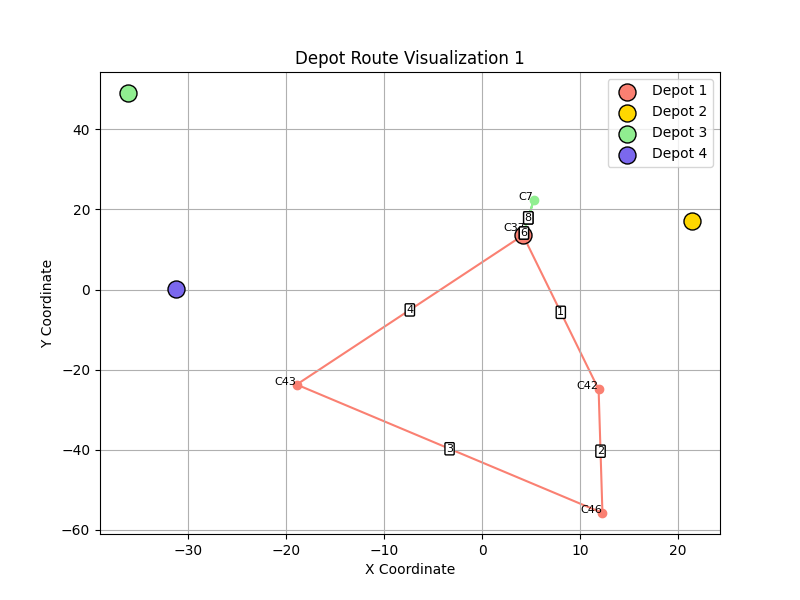 Depot Route Visualization 1
Depot 1
Depot 2
Depot 3
Depot 4
40
20
0
−20
−40
−60
−30
−20
−10
0
10
20
X Coordinate
Y Coordinate
C7
8
6
4
1
C43
C42
3
2
C46